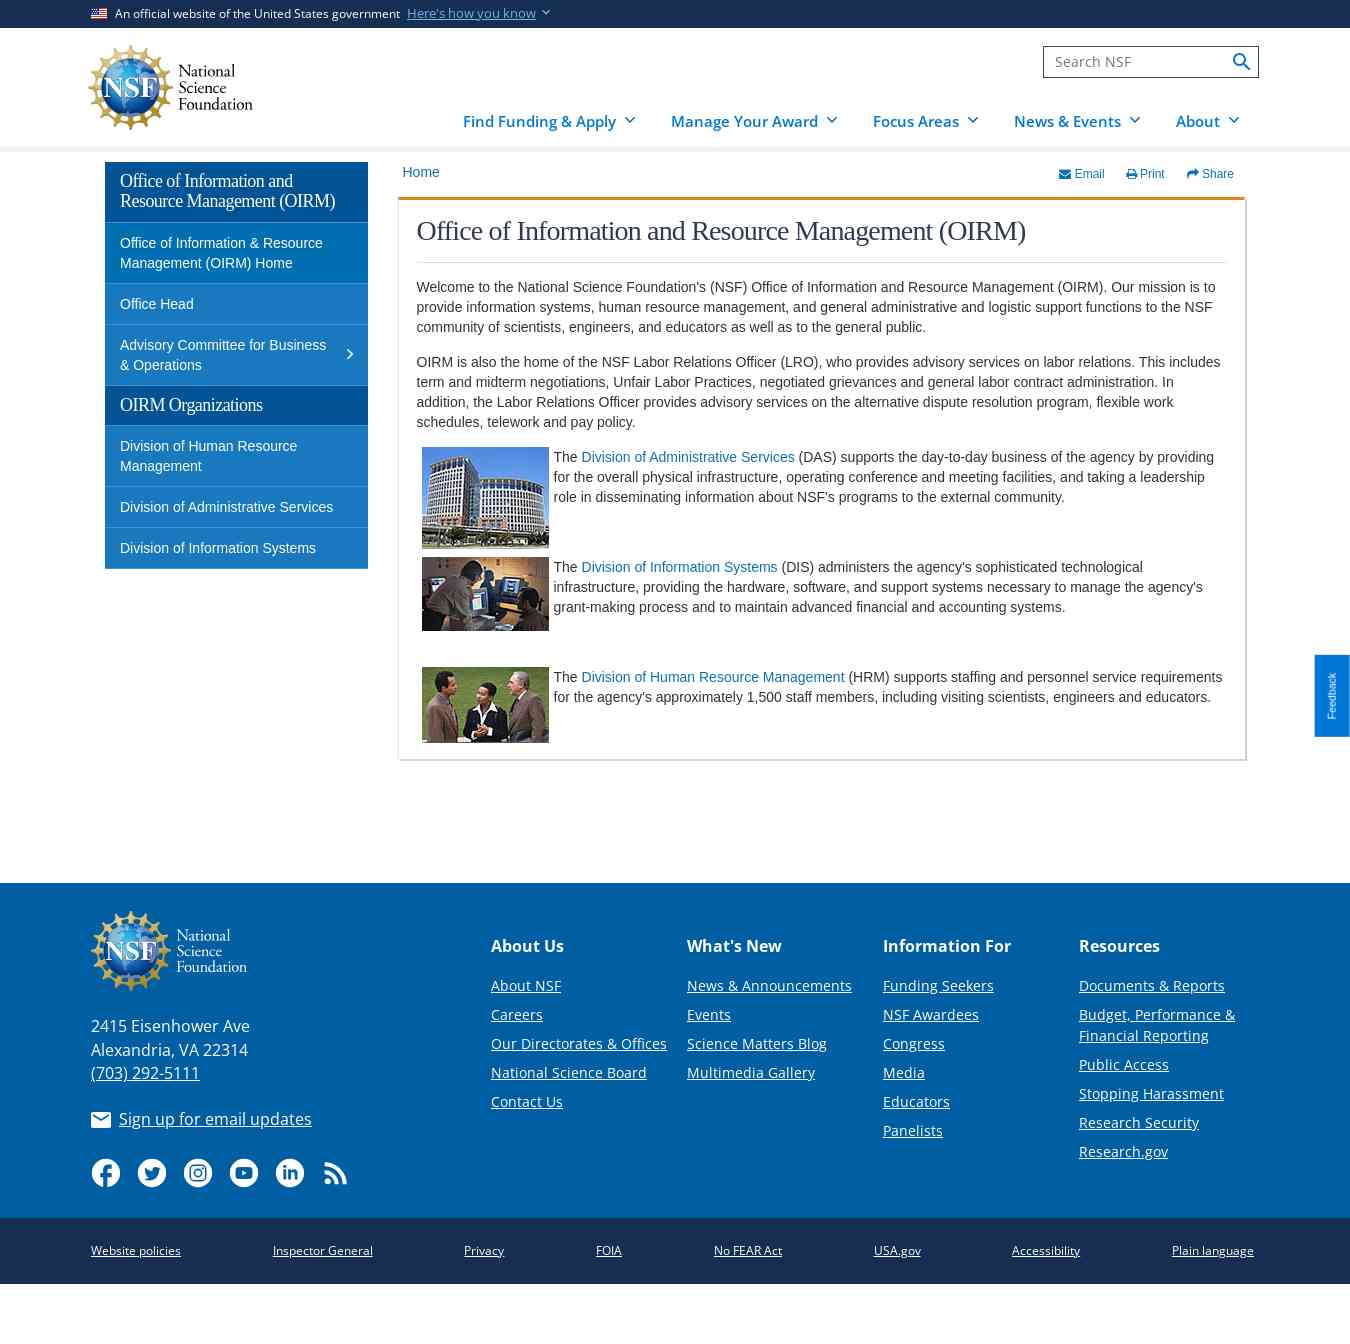 An official website of the United States government Here's how you know
NSF
National
Science
Foundation
Search NSF
Find Funding & Apply
Manage Your Award
Focus Areas
News & Events
About
Office of Information and
Resource Management (OIRM)
Office of Information & Resource
Management (OIRM) Home
Office Head
Advisory Committee for Business
& Operations
OIRM Organizations
Division of Human Resource
Management
Division of Administrative Services
Division of Information Systems
Home
Email
Print
Share
Office of Information and Resource Management (OIRM)
Welcome to the National Science Foundation's (NSF) Office of Information and Resource Management (OIRM). Our mission is to
provide information systems, human resource management, and general administrative and logistic support functions to the NSF
community of scientists, engineers, and educators as well as to the general public.
OIRM is also the home of the NSF Labor Relations Officer (LRO), who provides advisory services on labor relations. This includes
term and midterm negotiations, Unfair Labor Practices, negotiated grievances and general labor contract administration. In
addition, the Labor Relations Officer provides advisory services on the alternative dispute resolution program, flexible work
schedules, telework and pay policy.
The Division of Administrative Services (DAS) supports the day-to-day business of the agency by providing
for the overall physical infrastructure, operating conference and meeting facilities, and taking a leadership
role in disseminating information about NSF's programs to the external community.
The Division of Information Systems (DIS) administers the agency's sophisticated technological
infrastructure, providing the hardware, software, and support systems necessary to manage the agency's
grant-making process and to maintain advanced financial and accounting systems.
The Division of Human Resource Management (HRM) supports staffing and personnel service requirements
for the agency's approximately 1,500 staff members, including visiting scientists, engineers and educators.
Feedback
NSF
National
Science
Foundation
2415 Eisenhower Ave
Alexandria, VA 22314
(703) 292-5111
Sign up for email updates
About Us
About NSF
Careers
Our Directorates & Offices
National Science Board
Contact Us
What's New
News & Announcements
Events
Science Matters Blog
Multimedia Gallery
Information For
Funding Seekers
NSF Awardees
Congress
Media
Educators
Panelists
Resources
Documents & Reports
Budget, Performance &
Financial Reporting
Public Access
Stopping Harassment
Research Security
Research.gov
Website policies
Inspector General
Privacy
FOIA
No FEAR Act
USA.gov
Accessibility
Plain language